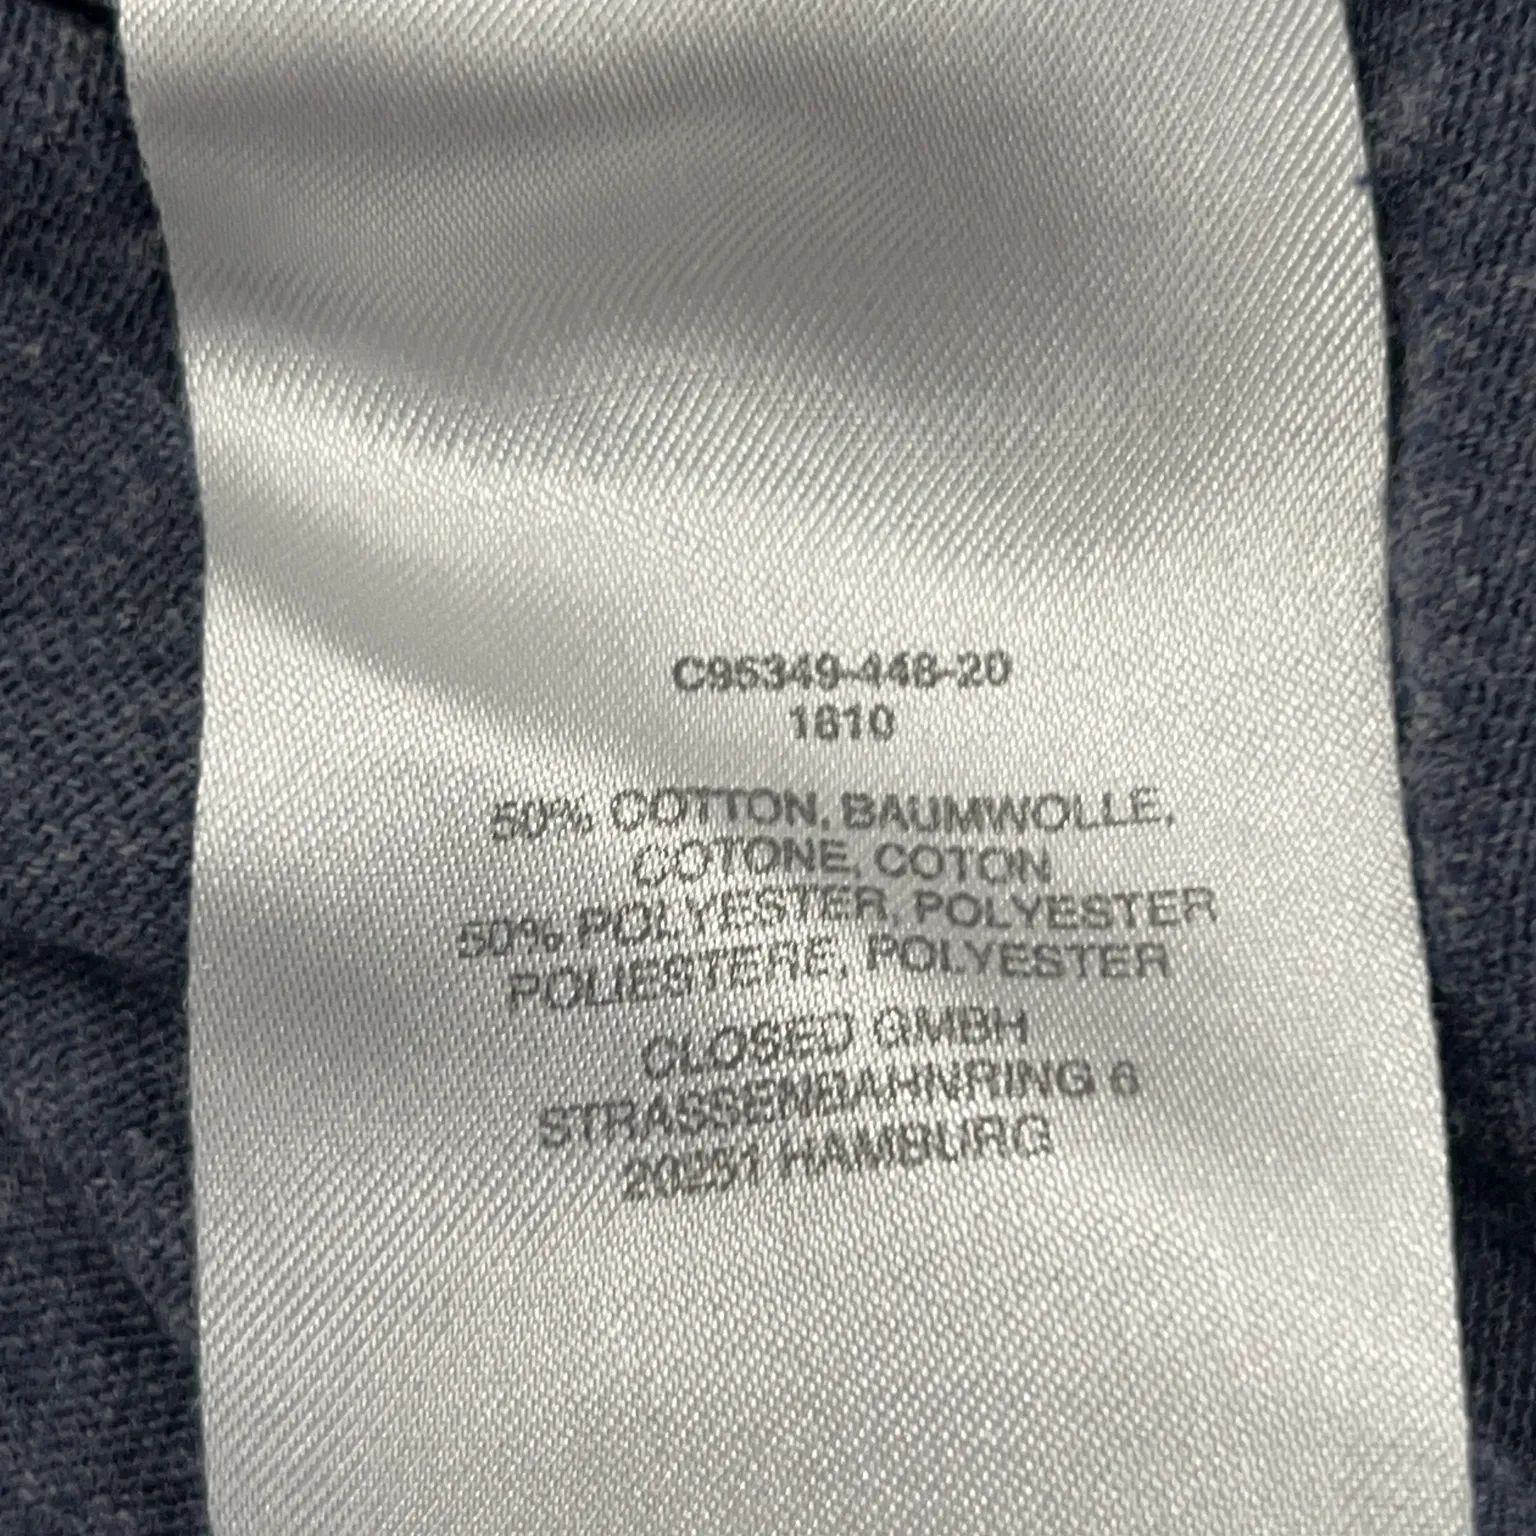 C95349-448-20
1610
50% COTTON, BAUMWOLLE,
COTONE, COTON
50% POLYESTER, POLYESTER
POLIESTERE, POLYESTER
CLOSED GMBH
STRASSENBAHNRING 6
20251 HAMBURG